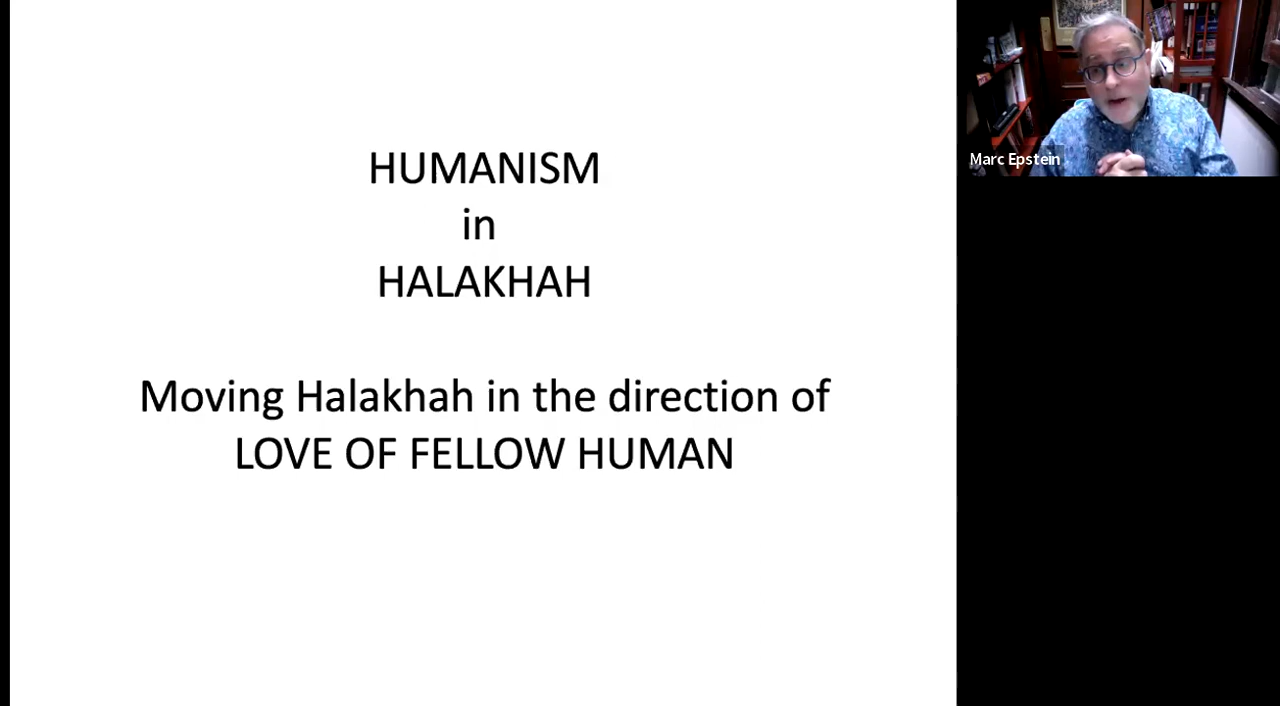 HUMANISM
in
HALAKHAH
Moving Halakhah in the direction of
LOVE OF FELLOW HUMAN
Marc Epstein